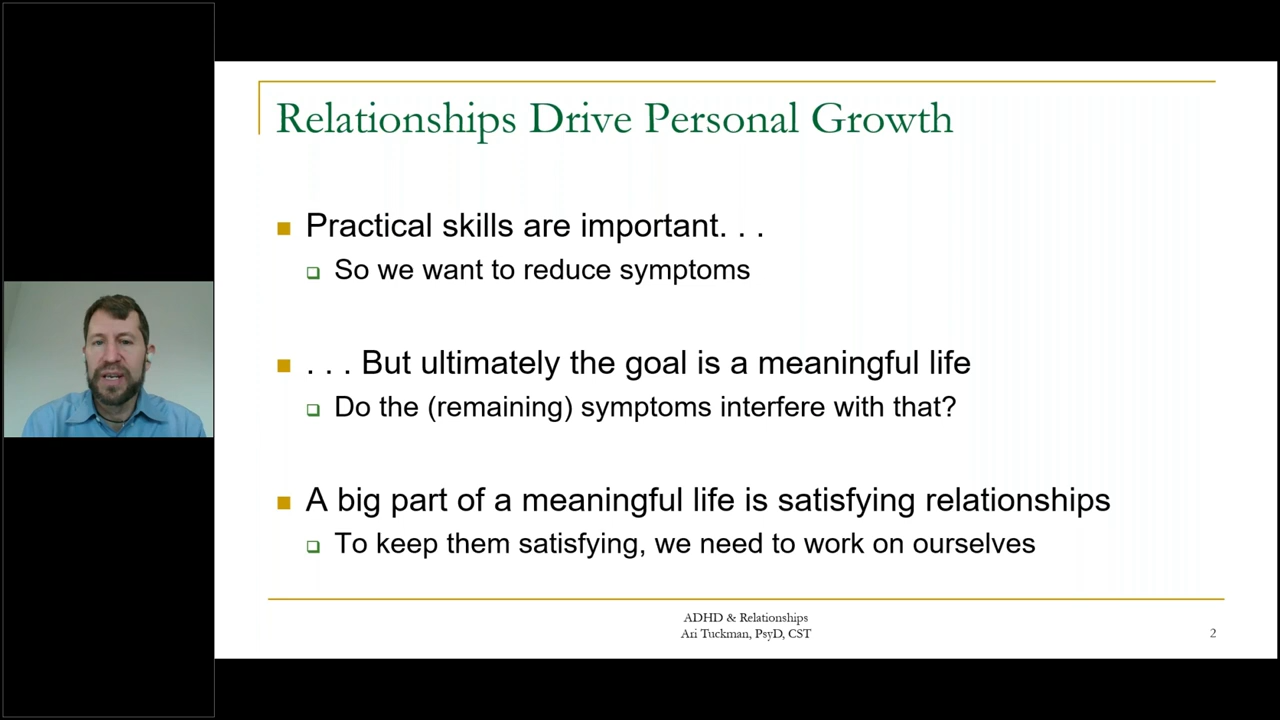 Relationships Drive Personal Growth
Practical skills are important. . .
So we want to reduce symptoms
. . . But ultimately the goal is a meaningful life
Do the (remaining) symptoms interfere with that?
A big part of a meaningful life is satisfying relationships
To keep them satisfying, we need to work on ourselves
ADHD & Relationships
Ari Tuckman, PsyD, CST
2